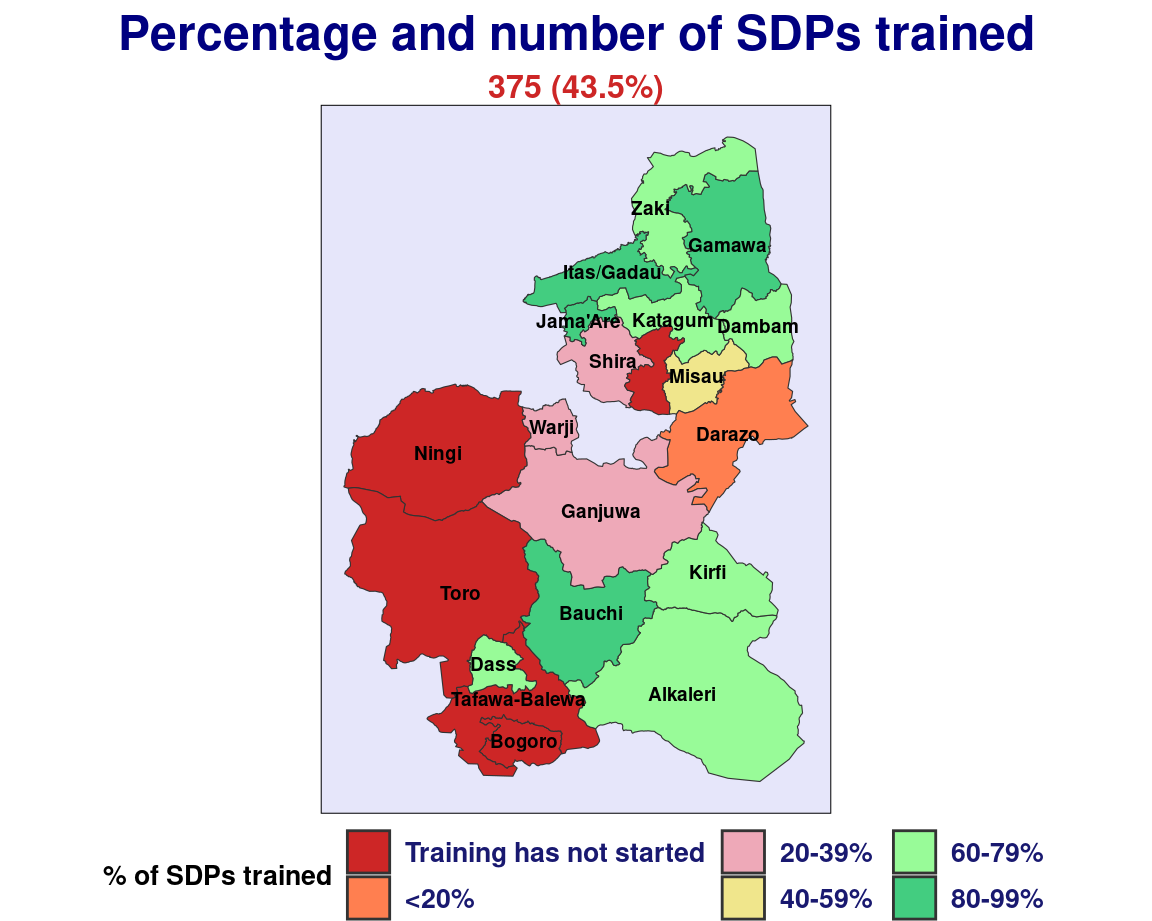 Percentage and number of SDPs trained
375 (43.5%)
Zaki
Gamawa
Itas/Gadau
Jama'Are
Katagum
Dambam
Shira
Misau
Warji
Darazo
Ningi
Ganjuwa
Kirfi
Toro
Bauchi
Dass
Alkaleri
Tafawa-Balewa
Bogoro
% of SDPs trained
Training has not started
<20%
20-39%
40-59%
60-79%
80-99%